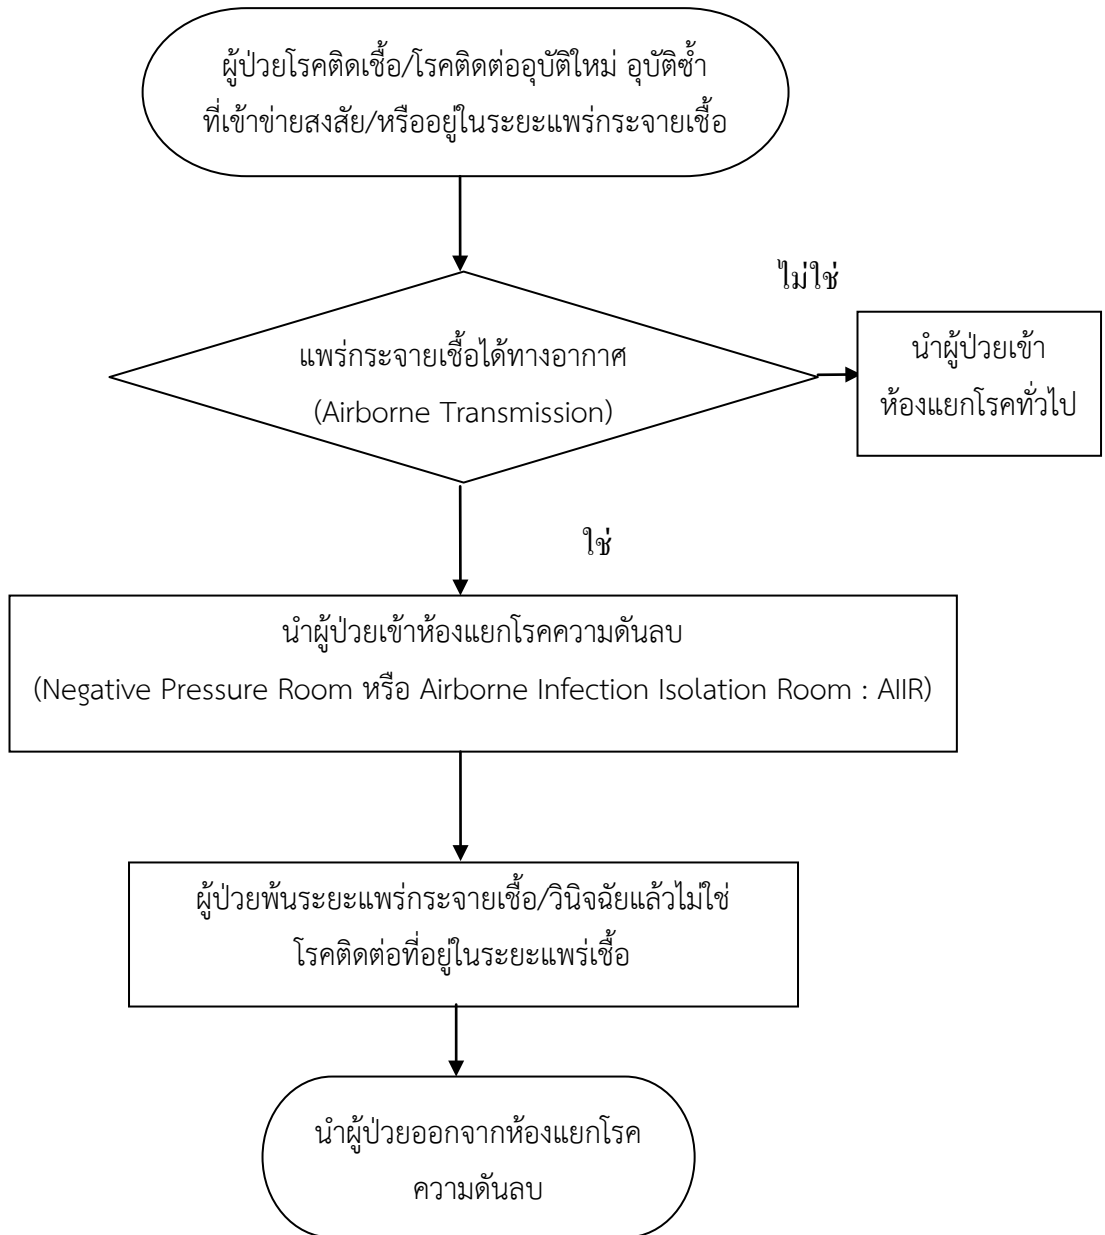 ผู้ป่วยโรคติดเชื้อ/โรคติดต่ออุบัติใหม่ อุบัติซ้ำ
ที่เข้าข่ายสงสัย/หรืออยู่ในระยะแพร่กระจายเชื้อ
แพร่กระจายเชื้อได้ทางอากาศ
(Airborne Transmission)
ไม่ใช่
นำผู้ป่วยเข้า
ห้องแยกโรคทั่วไป
ใช่
นำผู้ป่วยเข้าห้องแยกโรคความดันลบ
(Negative Pressure Room หรือ Airborne Infection Isolation Room : AIIR)
ผู้ป่วยพ้นระยะแพร่กระจายเชื้อ/วินิจฉัยแล้วไม่ใช่
โรคติดต่อที่อยู่ในระยะแพร่เชื้อ
นำผู้ป่วยออกจากห้องแยกโรค
ความดันลบ